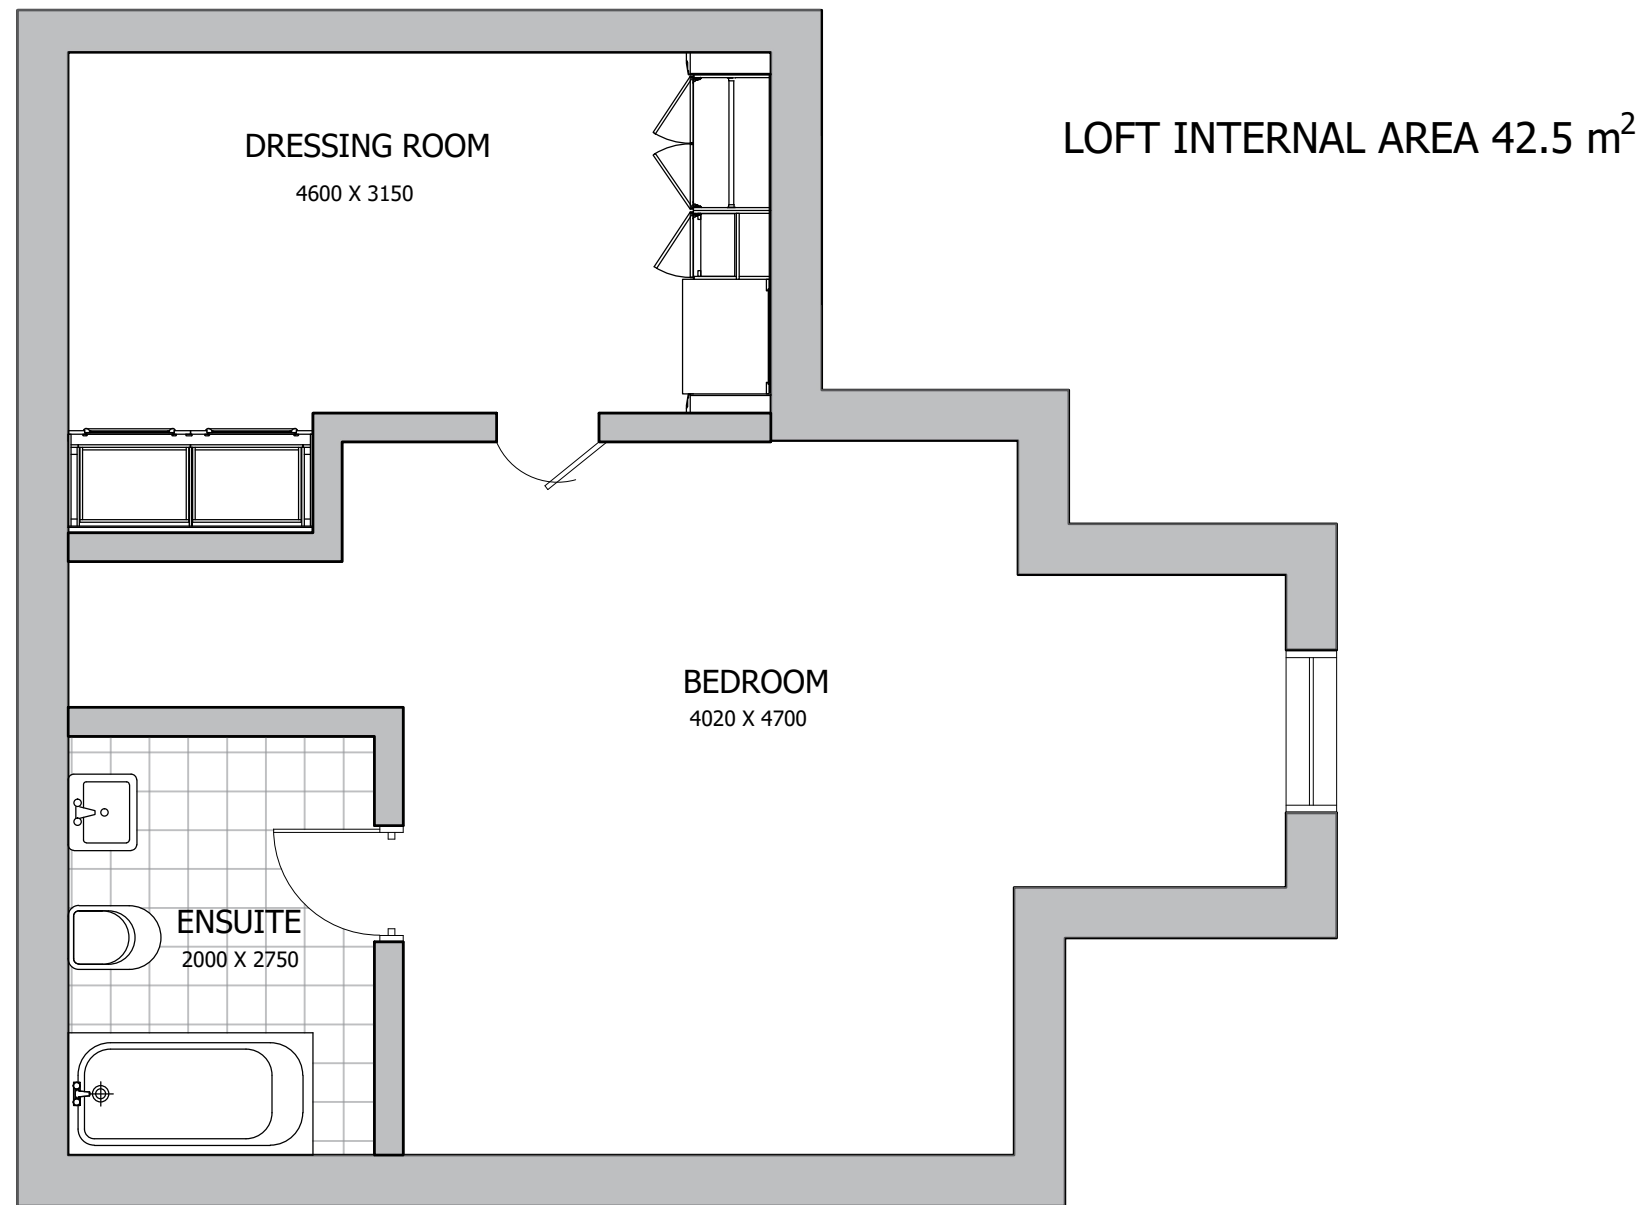 LOFT INTERNAL AREA 42.5 m²
DRESSING ROOM
4600 X 3150
BEDROOM
4020 X 4700
ENSUITE
2000 X 2750